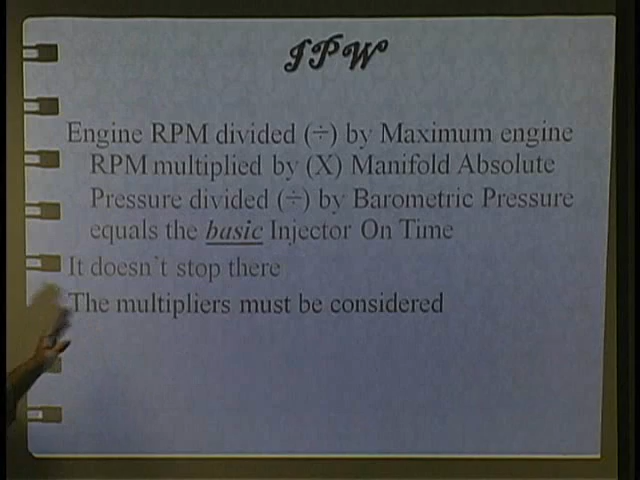 IPW
Engine RPM divided (÷) by Maximum engine
RPM multiplied by (X) Manifold Absolute
Pressure divided (÷) by Barometric Pressure
equals the basic Injector On Time
It doesn't stop there
The multipliers must be considered